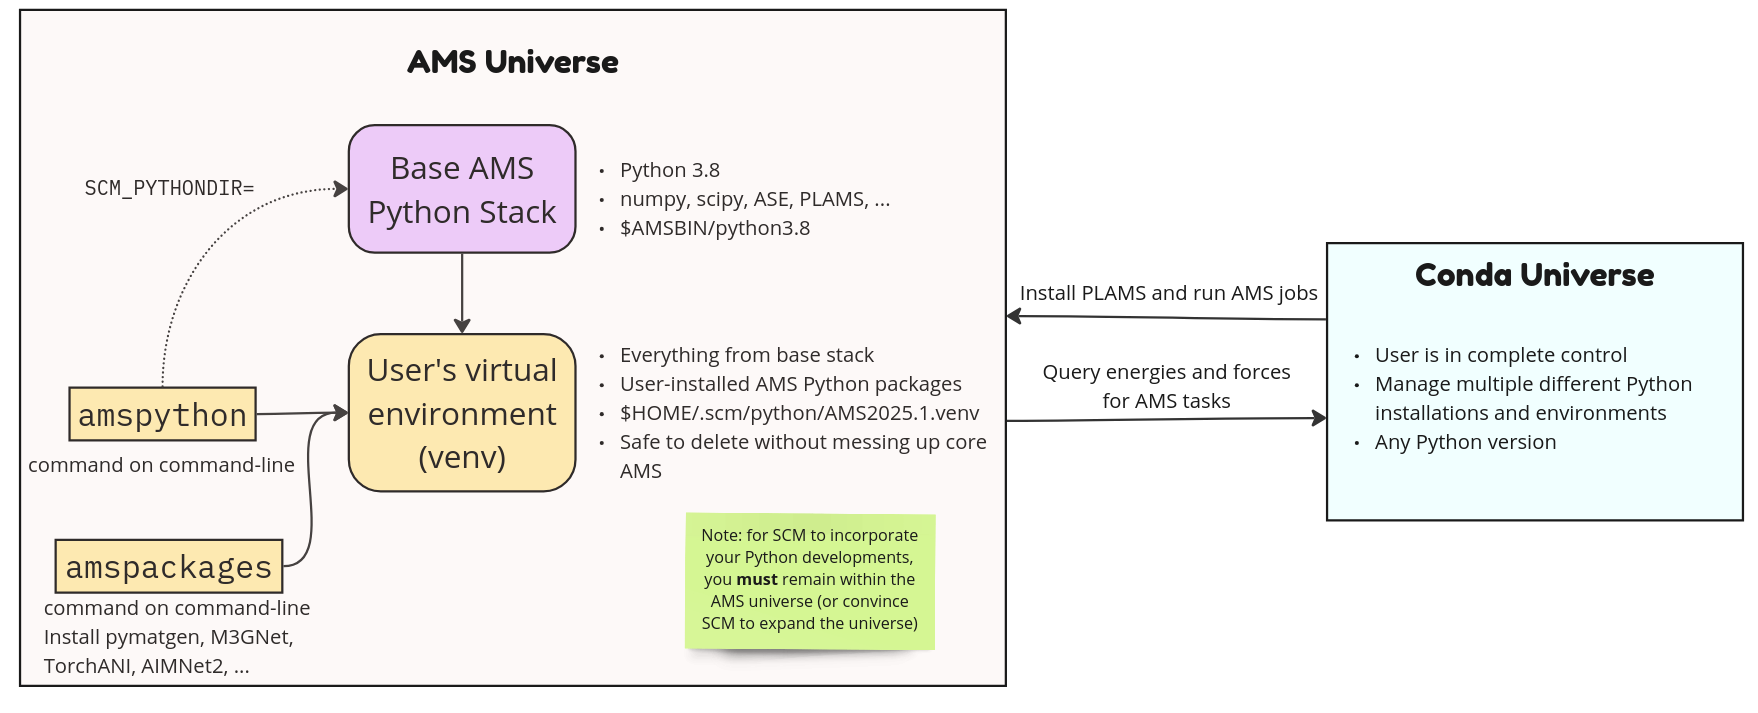 AMS Universe
SCM_PYTHONDIR=
Base AMS
Python Stack
• Python 3.8
• numpy, scipy, ASE, PLAMS, ...
• $AMSBIN/python3.8
User's virtual
environment
(venv)
• Everything from base stack
• User-installed AMS Python packages
• $HOME/.scm/python/AMS2025.1.venv
• Safe to delete without messing up core
AMS
amspython
command on command-line
amspackages
command on command-line
Install pymatgen, M3GNet,
TorchANI, AIMNet2, ...
Note: for SCM to incorporate
your Python developments,
you must remain within the
AMS universe (or convince
SCM to expand the universe)
Install PLAMS and run AMS jobs
Query energies and forces
for AMS tasks
Conda Universe
• User is in complete control
• Manage multiple different Python
installations and environments
• Any Python version